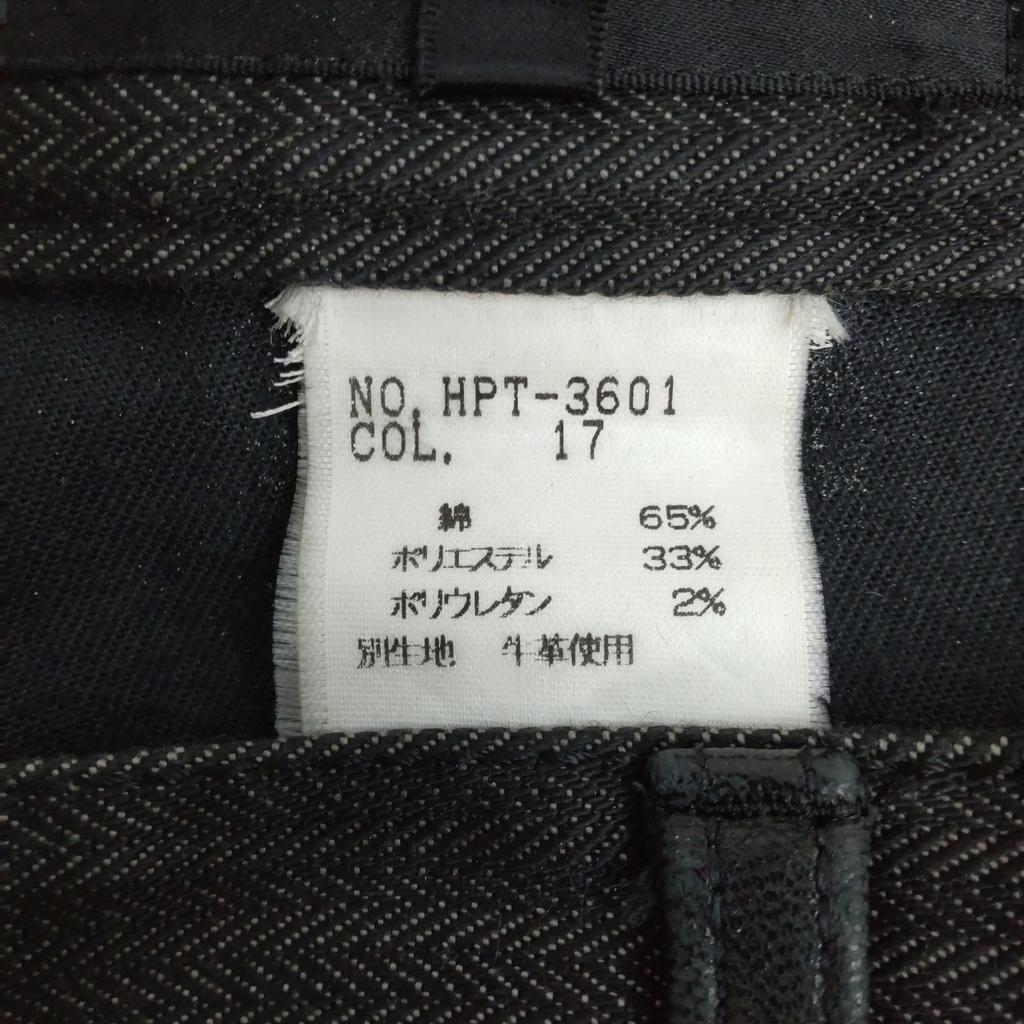 NO. HPT-3601
COL. 17
綿 65%
ポリエステル 33%
ポリウレタン 2%
別生地 牛革使用